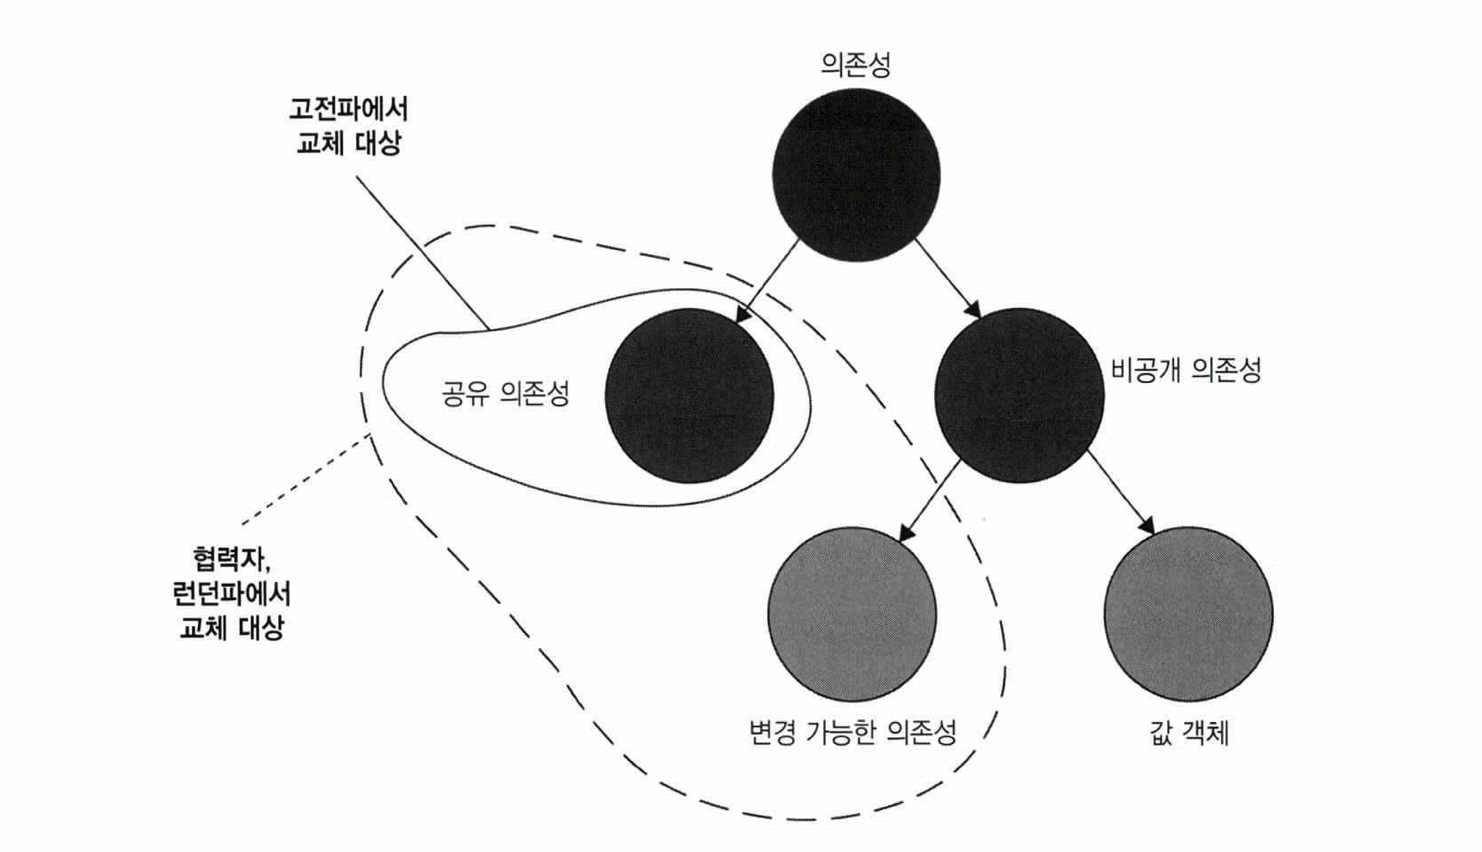 의존성
고전파에서
교체 대상
비공개 의존성
공유 의존성
협력자,
런던파에서
교체 대상
변경 가능한 의존성
값 객체